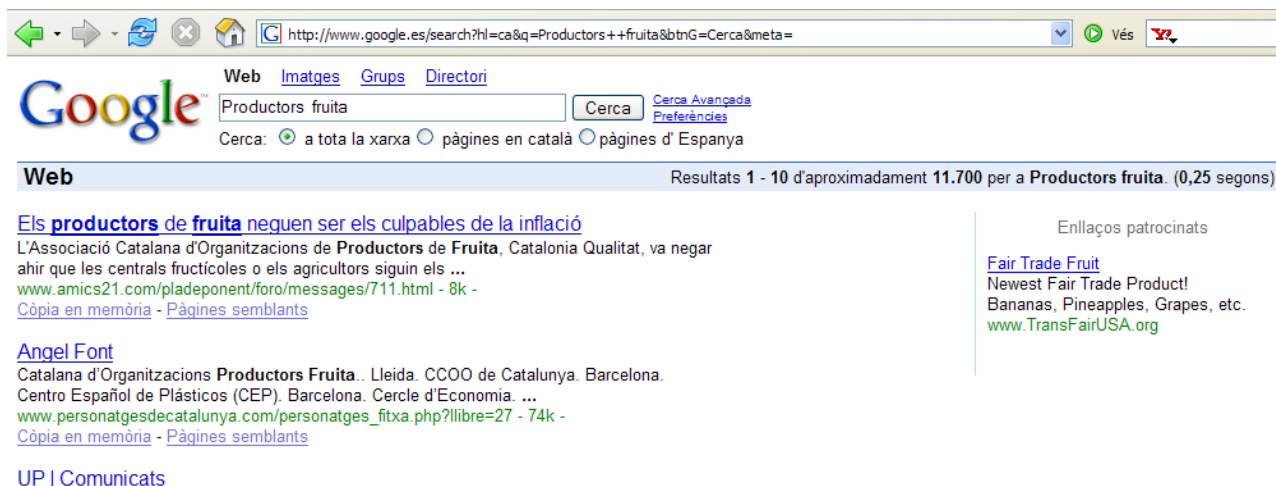 http://www.google.es/search?hl=ca&q=Productors++fruita&btnG=Cerca&meta= Vés
Google™
Web Imatges Grups Directori
Productors fruita Cerca Cerca Avançada
Preferències
Cerca: a tota la xarxa pàgines en català pàgines d' Espanya
Web Resultats 1 - 10 d'aproximadament 11.700 per a Productors fruita. (0,25 segons)
Els productors de fruita neguen ser els culpables de la inflació
L'Associació Catalana d'Organitzacions de Productors de Fruita, Catalonia Qualitat, va negar
ahir que les centrals fructícoles o els agricultors siguin els ...
www.amics21.com/pladeponent/foro/messages/711.html - 8k -
Còpia en memòria - Pàgines semblants
Angel Font
Catalana d'Organitzacions Productors Fruita.. Lleida. CCOO de Catalunya. Barcelona.
Centro Español de Plásticos (CEP). Barcelona. Cercle d'Economia. ...
www.personatgesdecatalunya.com/personatges_fitxa.php?llibre=27 - 74k -
Còpia en memòria - Pàgines semblants
UP | Comunicats
Enllaços patrocinats
Fair Trade Fruit
Newest Fair Trade Product!
Bananas, Pineapples, Grapes, etc.
www.TransFairUSA.org